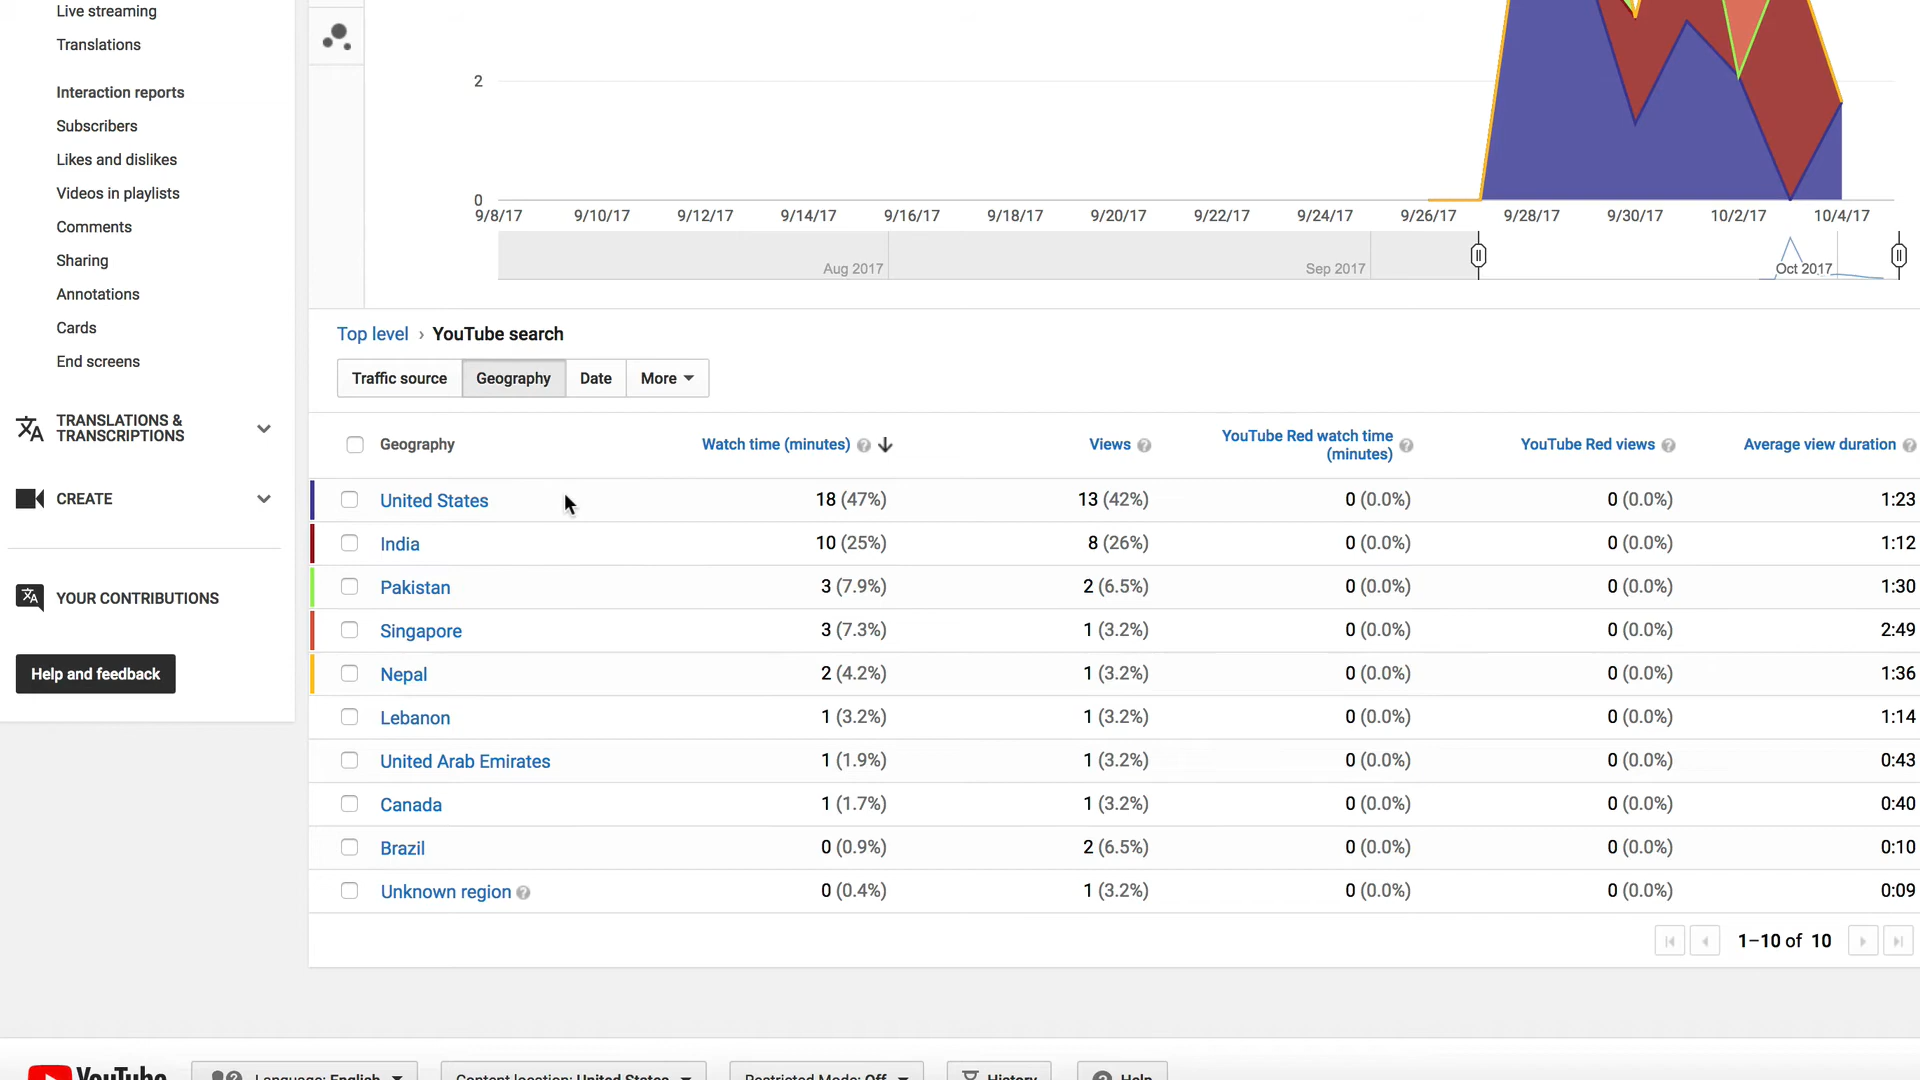 Live streaming
Translations
Interaction reports
Subscribers
Likes and dislikes
Videos in playlists
Comments
Sharing
Annotations
Cards
End screens
TRANSLATIONS &
TRANSCRIPTIONS
CREATE
YOUR CONTRIBUTIONS
Help and feedback
2
0
9/8/17 9/10/17 9/12/17 9/14/17 9/16/17 9/18/17 9/20/17 9/22/17 9/24/17 9/26/17 9/28/17 9/30/17 10/2/17 10/4/17
Aug 2017 Sep 2017 Oct 2017
Top level › YouTube search
Traffic source Geography Date More
Geography Watch time (minutes) Views YouTube Red watch time (minutes) YouTube Red views Average view duration
United States 18 (47%) 13 (42%) 0 (0.0%) 0 (0.0%) 1:23
India 10 (25%) 8 (26%) 0 (0.0%) 0 (0.0%) 1:12
Pakistan 3 (7.9%) 2 (6.5%) 0 (0.0%) 0 (0.0%) 1:30
Singapore 3 (7.3%) 1 (3.2%) 0 (0.0%) 0 (0.0%) 2:49
Nepal 2 (4.2%) 1 (3.2%) 0 (0.0%) 0 (0.0%) 1:36
Lebanon 1 (3.2%) 1 (3.2%) 0 (0.0%) 0 (0.0%) 1:14
United Arab Emirates 1 (1.9%) 1 (3.2%) 0 (0.0%) 0 (0.0%) 0:43
Canada 1 (1.7%) 1 (3.2%) 0 (0.0%) 0 (0.0%) 0:40
Brazil 0 (0.9%) 2 (6.5%) 0 (0.0%) 0 (0.0%) 0:10
Unknown region 0 (0.4%) 1 (3.2%) 0 (0.0%) 0 (0.0%) 0:09
1–10 of 10
YouTube Language: English Content location: United States Restricted Mode: Off History Help